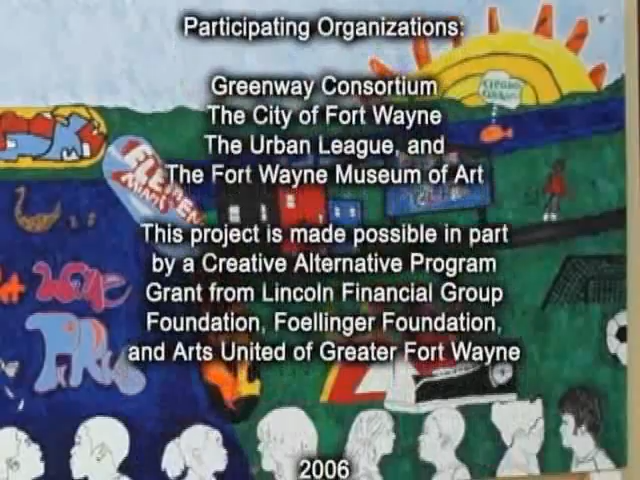 Participating Organizations:
Greenway Consortium
The City of Fort Wayne
The Urban League, and
The Fort Wayne Museum of Art
This project is made possible in part
by a Creative Alternative Program
Grant from Lincoln Financial Group
Foundation, Foellinger Foundation,
and Arts United of Greater Fort Wayne
2006